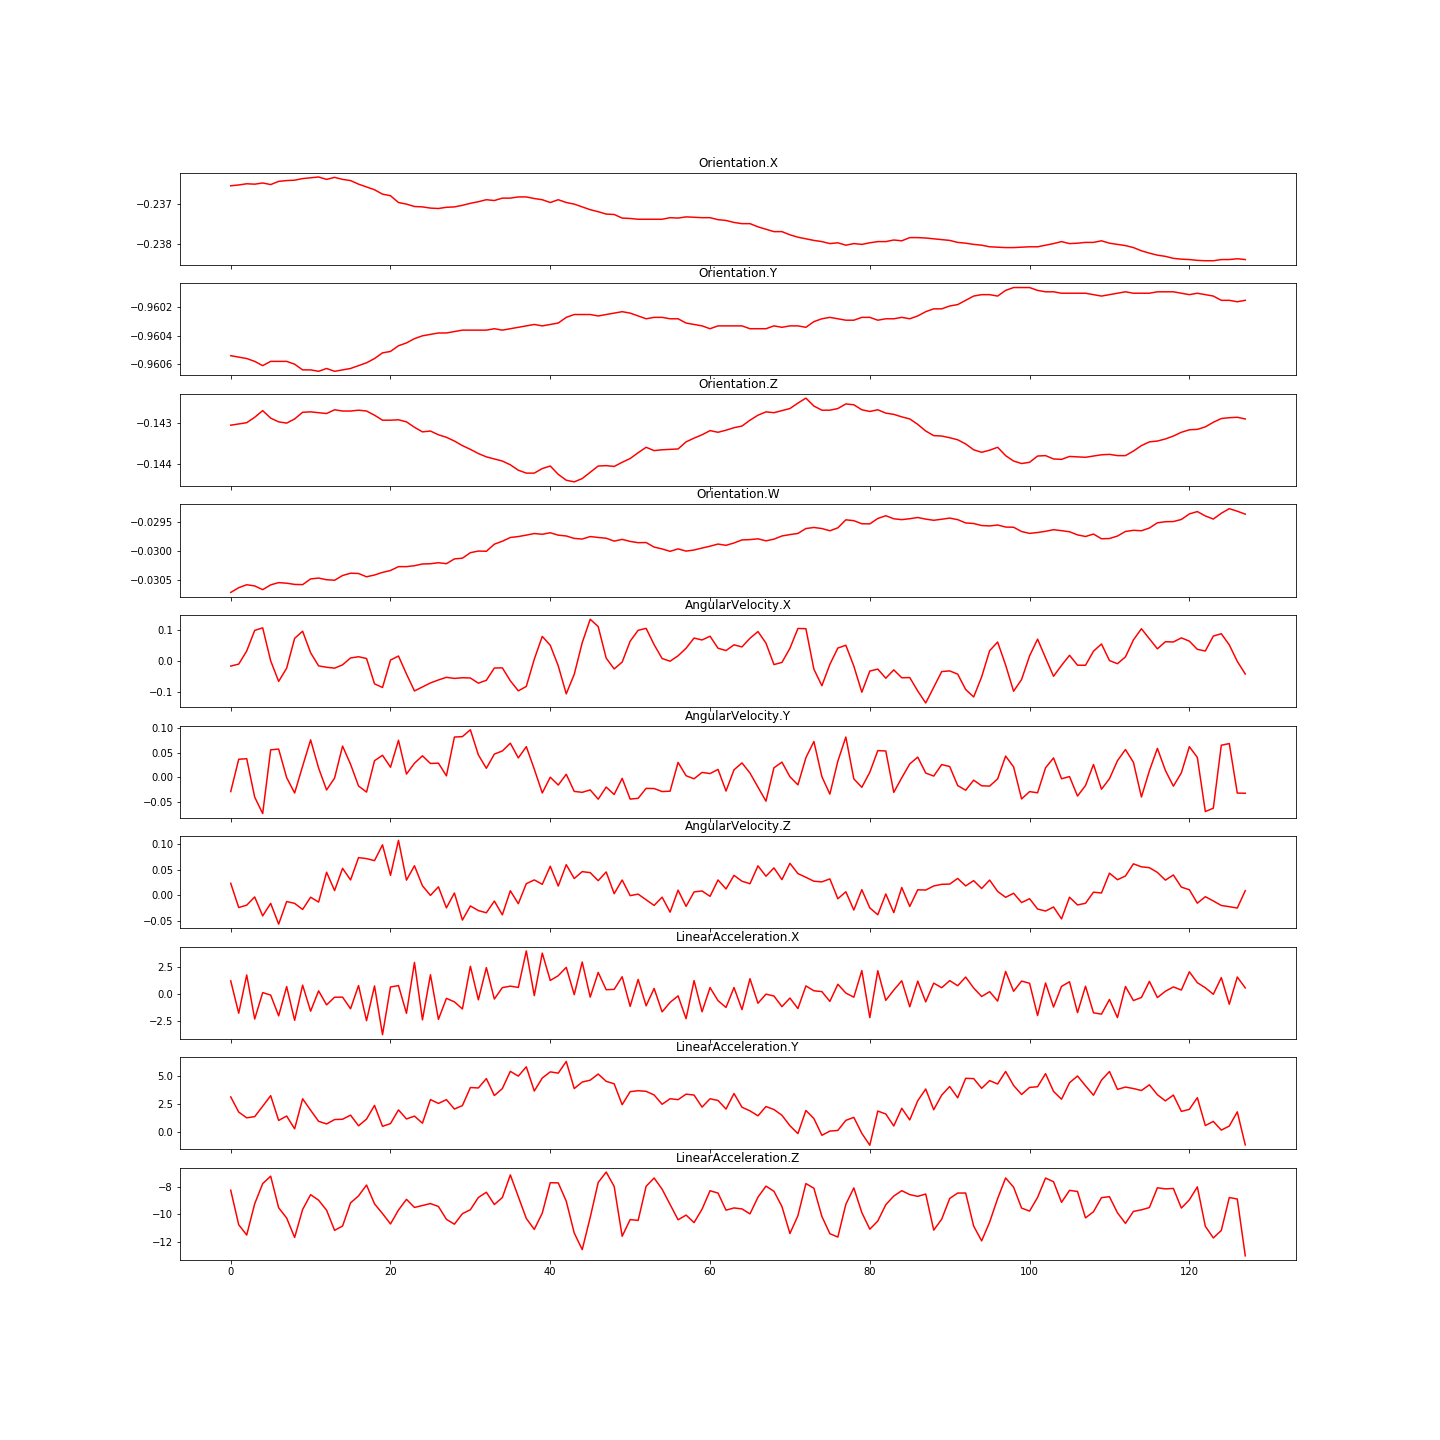 Orientation.X
−0.237
−0.238
Orientation.Y
−0.9602
−0.9604
−0.9606
Orientation.Z
−0.143
−0.144
Orientation.W
−0.0295
−0.0300
−0.0305
AngularVelocity.X
0.1
0.0
−0.1
AngularVelocity.Y
0.10
0.05
0.00
−0.05
AngularVelocity.Z
0.10
0.05
0.00
−0.05
LinearAcceleration.X
2.5
0.0
−2.5
LinearAcceleration.Y
5.0
2.5
0.0
LinearAcceleration.Z
−8
−10
−12
0 20 40 60 80 100 120